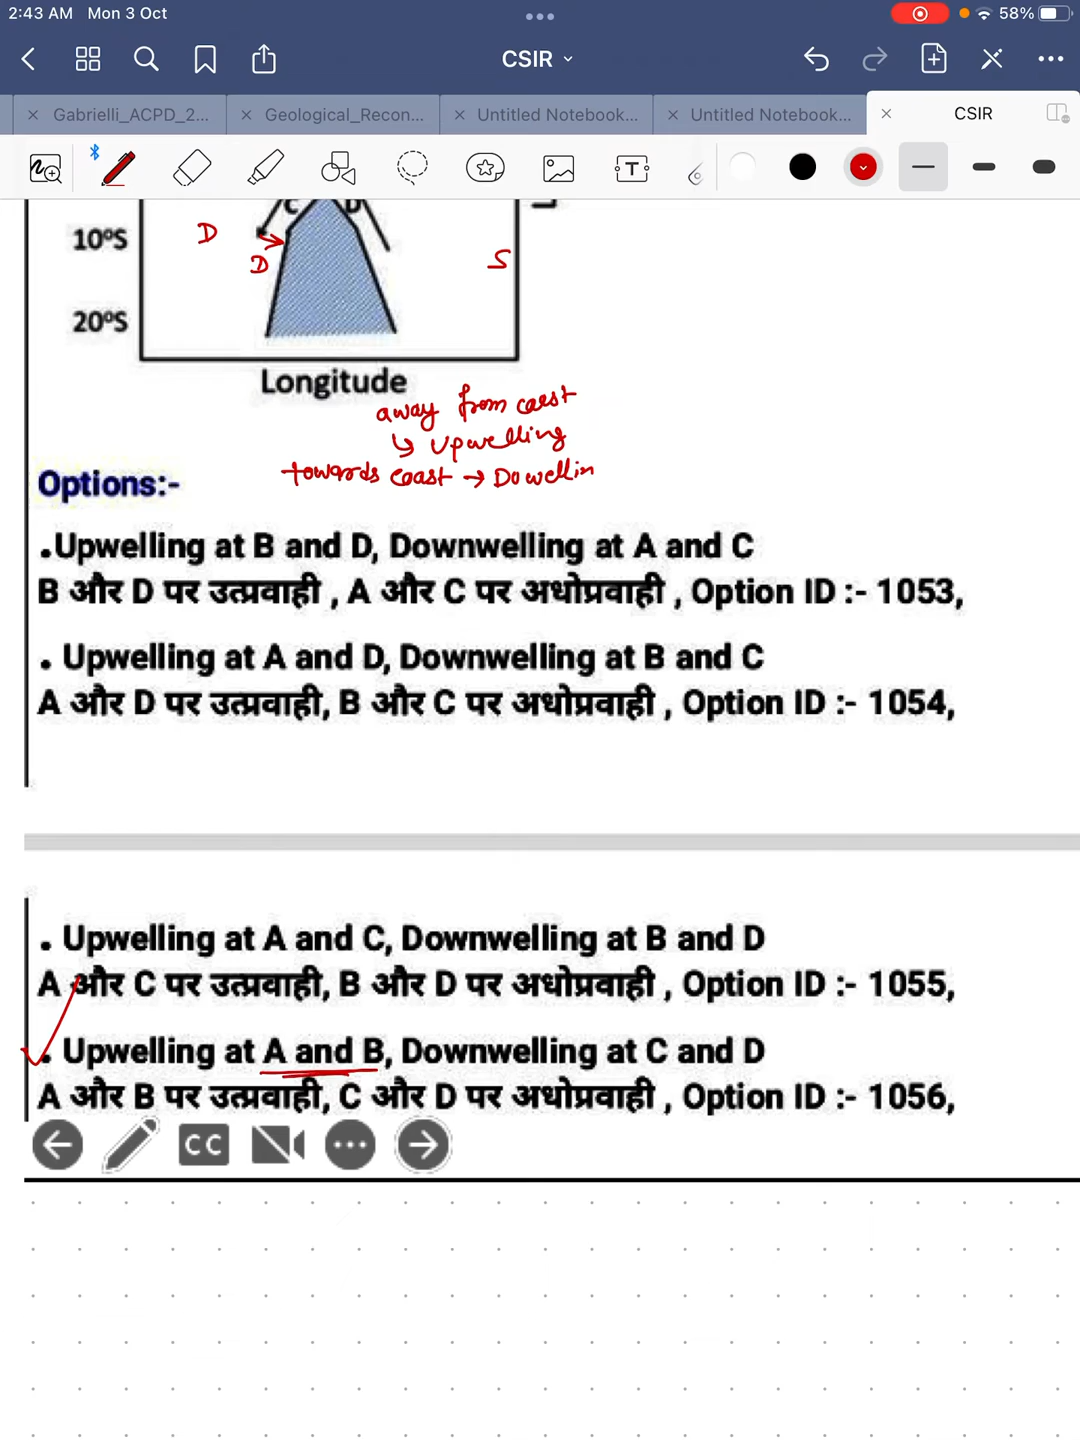 2:43 AM Mon 3 Oct
58%
CSIR
Gabrielli_ACPD_2...
Geological_Recon...
Untitled Notebook...
Untitled Notebook...
CSIR
T
C D
10ºS
D
D
S
20ºS
Longitude
away from coast
↳ Upwelling
towards coast → Dowellin
Options:-
.Upwelling at B and D, Downwelling at A and C
B और D पर उत्प्रवाही , A और C पर अधोप्रवाही , Option ID :- 1053,
. Upwelling at A and D, Downwelling at B and C
A और D पर उत्प्रवाही, B और C पर अधोप्रवाही , Option ID :- 1054,
. Upwelling at A and C, Downwelling at B and D
A और C पर उत्प्रवाही, B और D पर अधोप्रवाही , Option ID :- 1055,
. Upwelling at A and B, Downwelling at C and D
A और B पर उत्प्रवाही, C और D पर अधोप्रवाही , Option ID :- 1056,
CC